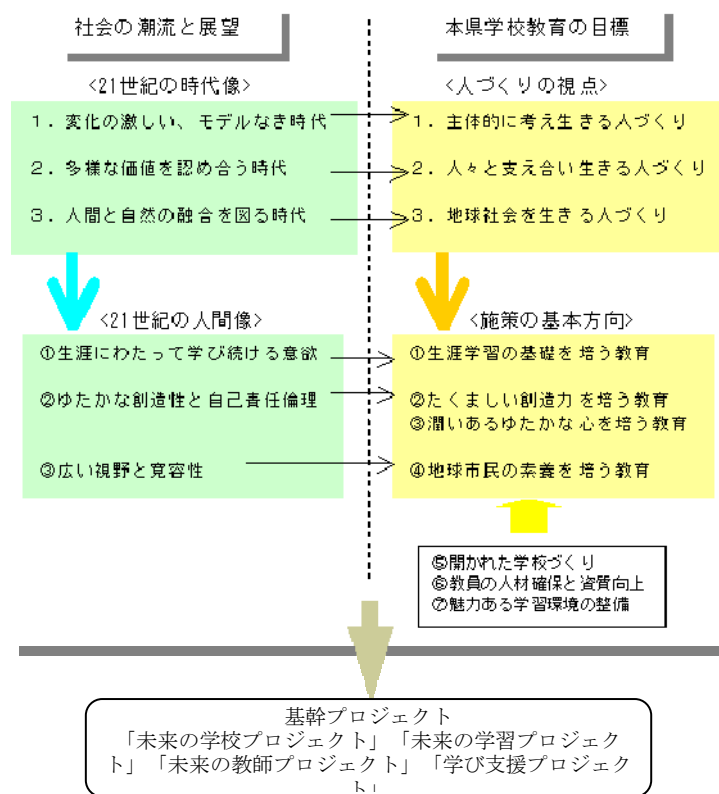 社会の潮流と展望
<21世紀の時代像>
1．変化の激しい、モデルなき時代
2．多様な価値を認め合う時代
3．人間と自然の融合を図る時代
<21世紀の人間像>
①生涯にわたって学び続ける意欲
②ゆたかな創造性と自己責任倫理
③広い視野と寛容性
本県学校教育の目標
<人づくりの視点>
1．主体的に考え生きる人づくり
2．人々と支え合い生きる人づくり
3．地球社会を生きる人づくり
<施策の基本方向>
①生涯学習の基礎を培う教育
②たくましい創造力を培う教育
③潤いあるゆたかな心を培う教育
④地球市民の素養を培う教育
⑤開かれた学校づくり
⑥教員の人材確保と資質向上
⑦魅力ある学習環境の整備
基幹プロジェクト
「未来の学校プロジェクト」「未来の学習プロジェク
ト」「未来の教師プロジェクト」「学び支援プロジェク
ト」